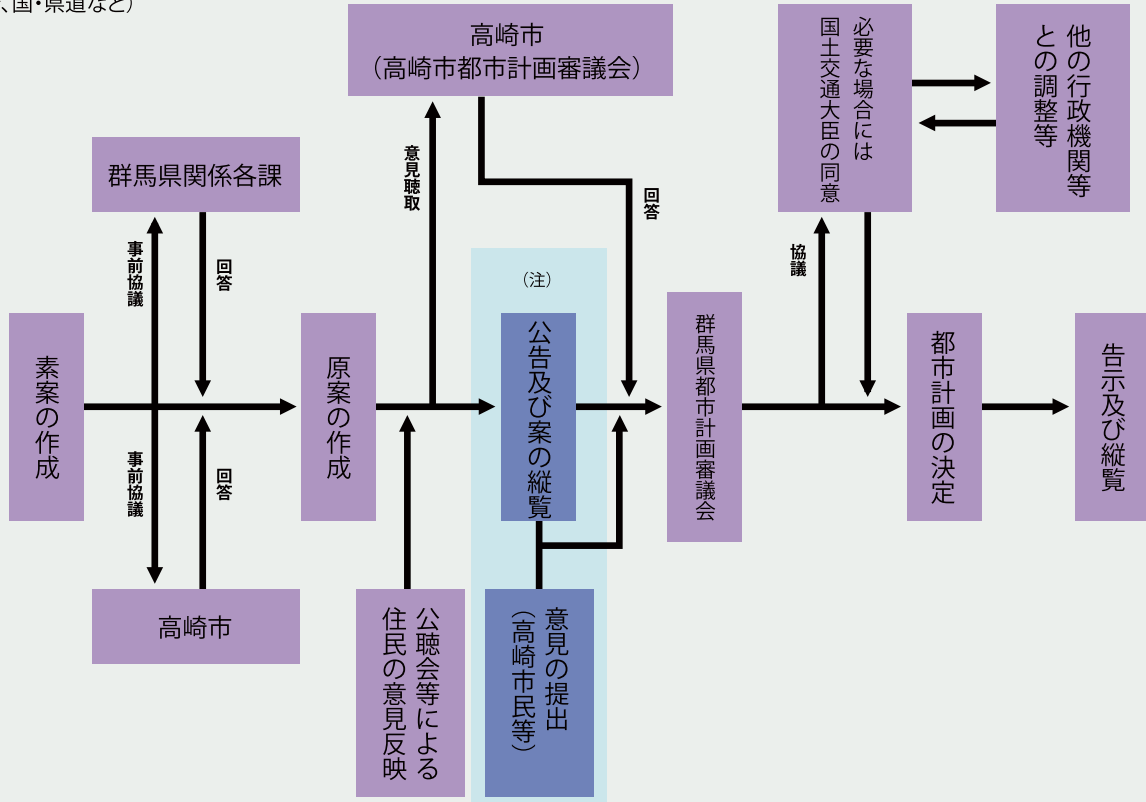 、国・県道など）
高崎市
（高崎市都市計画審議会）
必要な場合には
国土交通大臣の同意
他の行政機関等
との調整等
群馬県関係各課
意見聴取
回答
事前協議
回答
協議
（注）
素案の作成
原案の作成
公告及び案の縦覧
群馬県都市計画審議会
都市計画の決定
告示及び縦覧
事前協議
回答
高崎市
公聴会等による
住民の意見反映
意見の提出
（高崎市民等）